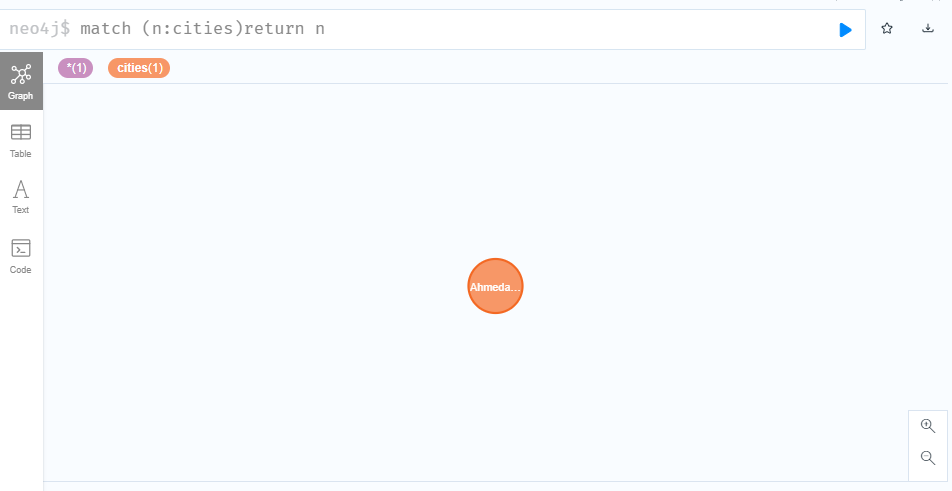 neo4j$ match (n:cities)return n
*(1) cities(1)
Graph
Table
Text
Code
Ahmeda...